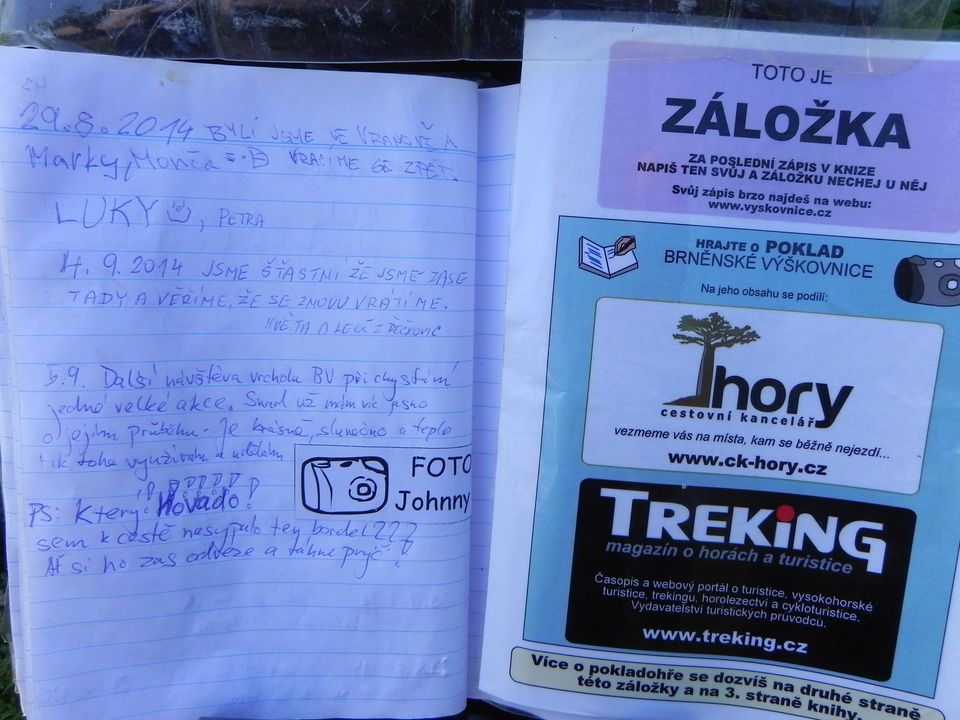 29.8.2014 BYLI JSME VE VRANOVĚ A
Marky, Monča =·D VRACÍME SE ZPĚT.
LUKY, PETRA
4.9.2014 JSME ŠŤASTNÍ ŽE JSME ZASE
TADY A VĚŘÍME, ŽE SE ZNOVU VRÁTÍME.
KVĚTA A Z
5.9. Další návštěva vrcholu BV při chystání
jedné velké akce. Snad už mám víc jasno
o jejím průběhu. Je krásně, slunečno a teplo
tak toho využívám a udělám
PS: Který Hovado!
sem k cestě nasypalo ten bordel???
Ať si ho zas odveze a táhne pryč!
FOTO
Johnny
TOTO JE
ZÁLOŽKA
ZA POSLEDNÍ ZÁPIS V KNIZE
NAPIŠ TEN SVŮJ A ZÁLOŽKU NECHEJ U NĚJ
Svůj zápis brzo najdeš na webu:
www.vyskovnice.cz
HRAJTE O POKLAD
BRNĚNSKÉ VÝŠKOVNICE
Na jeho obsahu se podílí:
hory
cestovní kancelář
vezmeme vás na místa, kam se běžně nejezdí...
www.ck-hory.cz
TREKING
magazín o horách a turistice
Časopis a webový portál o turistice, vysokohorské
turistice, trekingu, horolezectví a cykloturistice.
Vydavatelství turistických průvodců.
www.treking.cz
Více o pokladohře se dozvíš na druhé straně
této záložky a na 3. straně knihy.